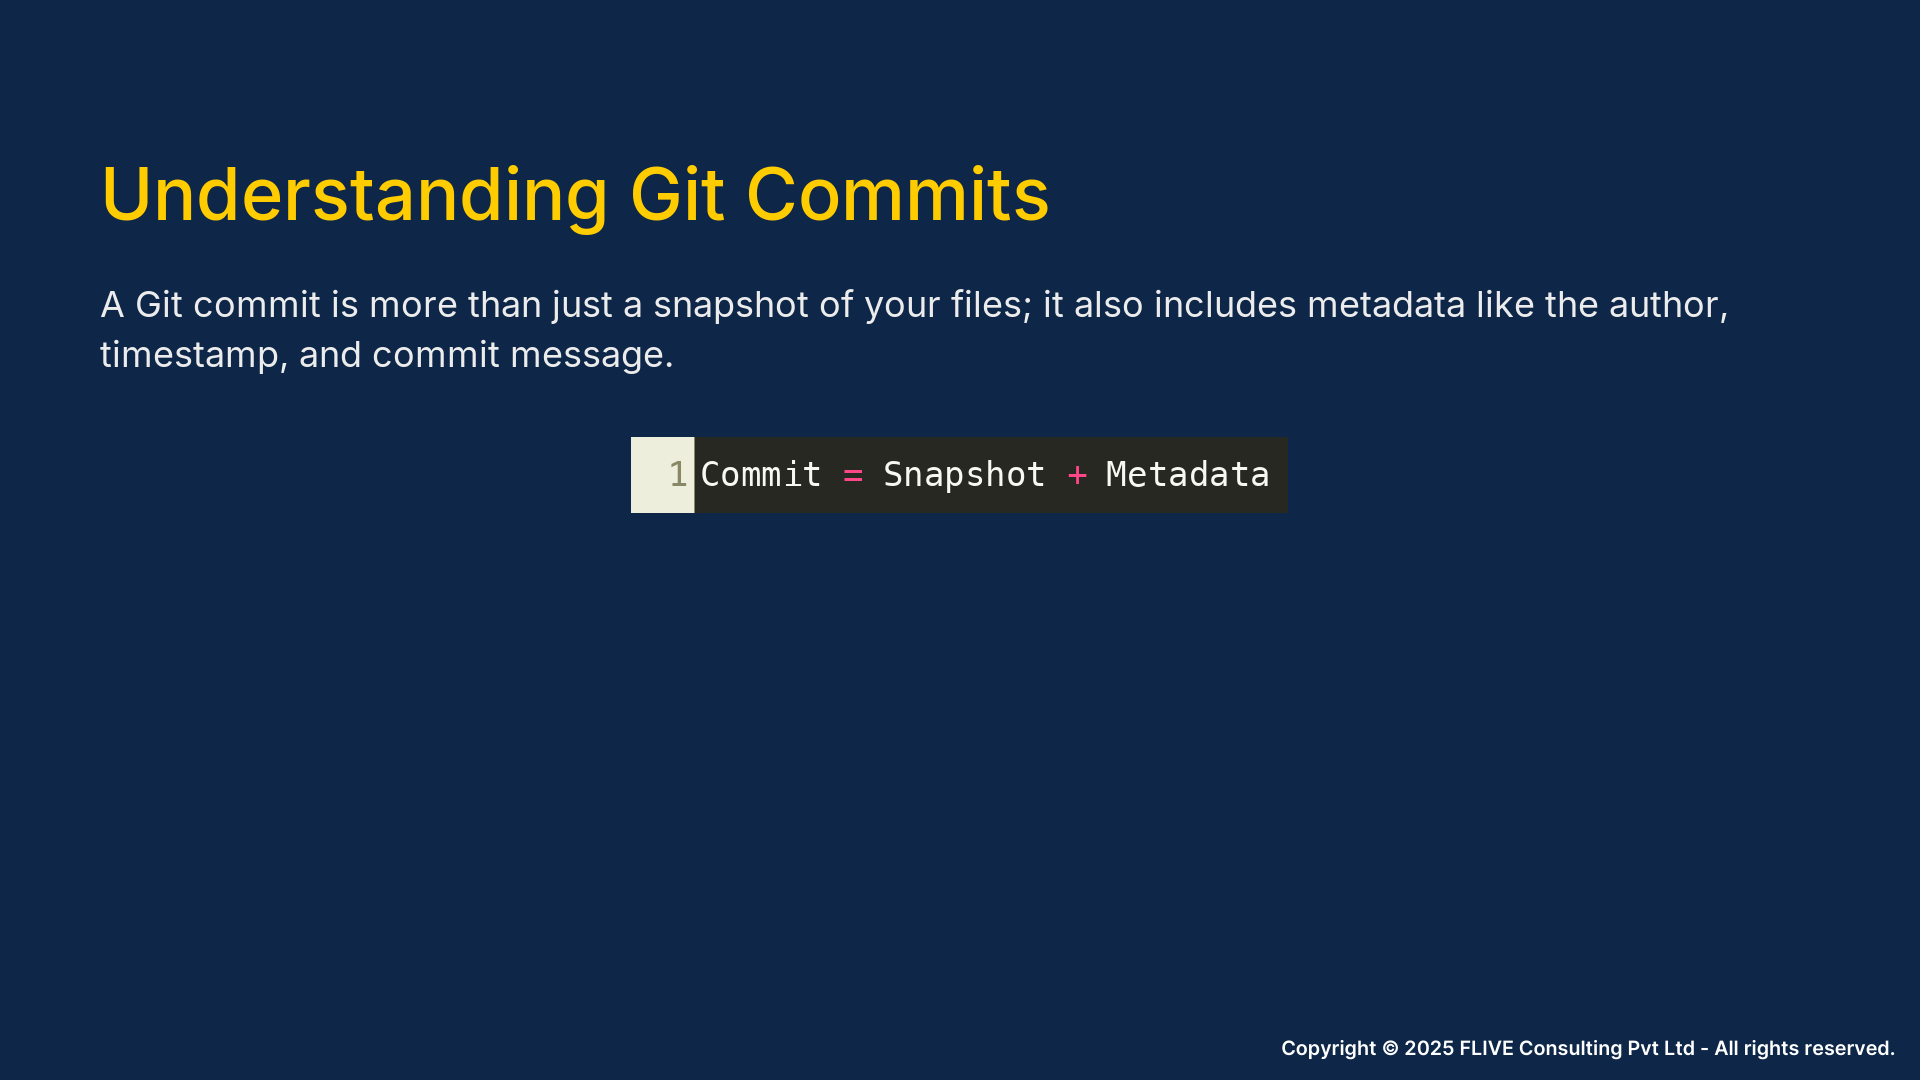 Understanding Git Commits
A Git commit is more than just a snapshot of your files; it also includes metadata like the author,
timestamp, and commit message.
1 Commit = Snapshot + Metadata
Copyright © 2025 FLIVE Consulting Pvt Ltd - All rights reserved.